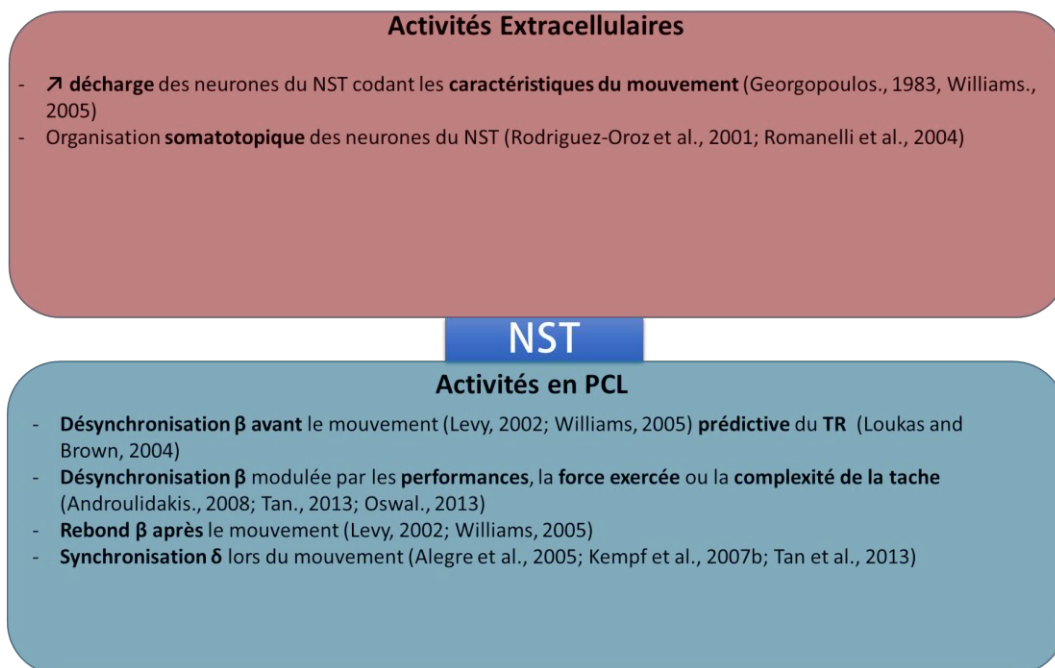 Activités Extracellulaires
- ↗ décharge des neurones du NST codant les caractéristiques du mouvement (Georgopoulos., 1983, Williams.,
2005)
- Organisation somatotopique des neurones du NST (Rodriguez-Oroz et al., 2001; Romanelli et al., 2004)
NST
Activités en PCL
- Désynchronisation β avant le mouvement (Levy, 2002; Williams, 2005) prédictive du TR (Loukas and
Brown, 2004)
- Désynchronisation β modulée par les performances, la force exercée ou la complexité de la tache
(Androulidakis., 2008; Tan., 2013; Oswal., 2013)
- Rebond β après le mouvement (Levy, 2002; Williams, 2005)
- Synchronisation δ lors du mouvement (Alegre et al., 2005; Kempf et al., 2007b; Tan et al., 2013)